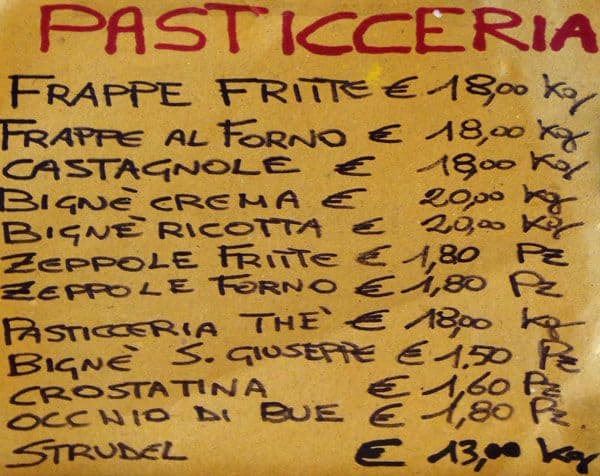 PASTICCERIA
FRAPPE FRITTE € 18,00 Kg
FRAPPE AL FORNO € 18,00 Kg
CASTAGNOLE € 18,00 Kg
BIGNÈ CREMA € 20,00 Kg
BIGNÈ RICOTTA € 20,00 Kg
ZEPPOLE FRITTE € 1,80 Pz
ZEPPOLE FORNO € 1,80 Pz
PASTICCERIA THÈ € 18,00 Kg
BIGNÈ S. GIUSEPPE € 1,50 Pz
CROSTATINA € 1,60 Pz
OCCHIO DI BUE € 1,80 Pz
STRUDEL € 13,00 Kg